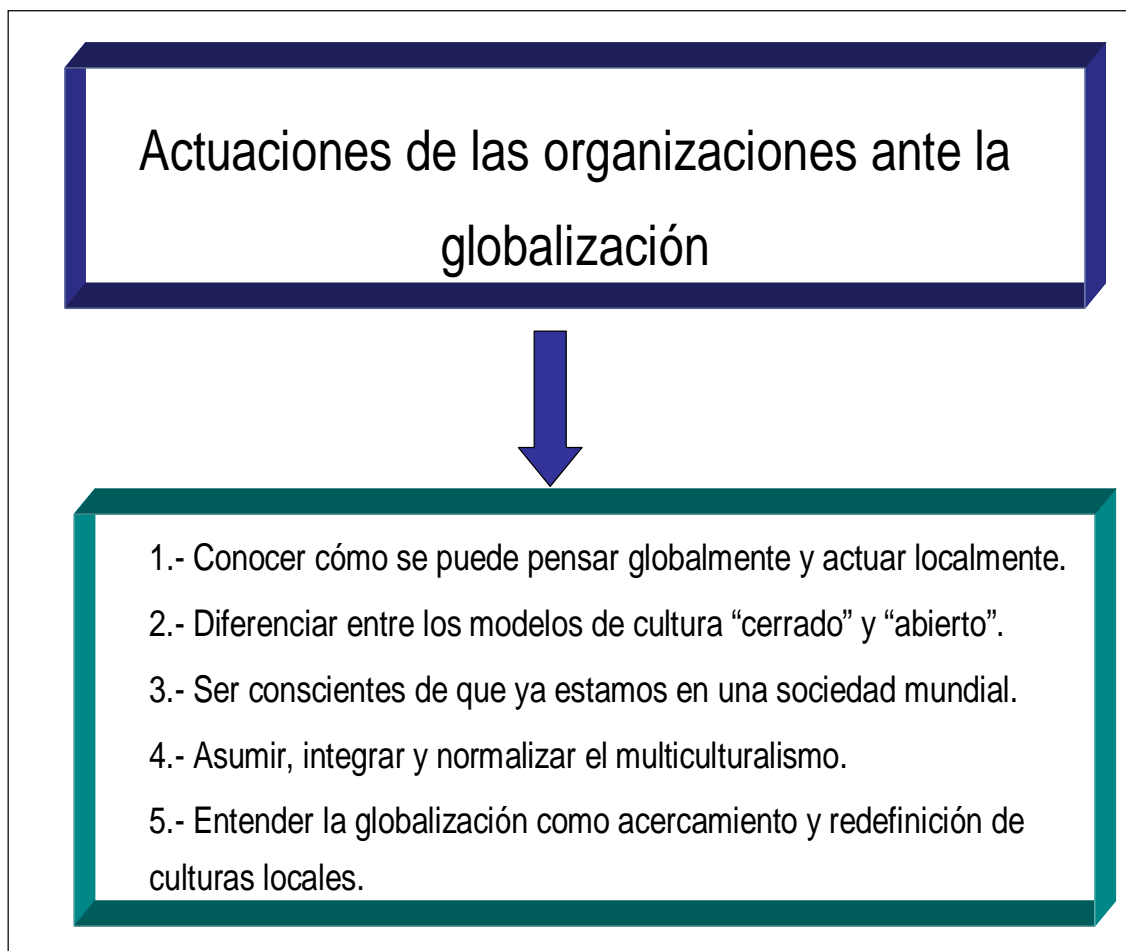 Actuaciones de las organizaciones ante la
globalización
1.- Conocer cómo se puede pensar globalmente y actuar localmente.
2.- Diferenciar entre los modelos de cultura “cerrado” y “abierto”.
3.- Ser conscientes de que ya estamos en una sociedad mundial.
4.- Asumir, integrar y normalizar el multiculturalismo.
5.- Entender la globalización como acercamiento y redefinición de
culturas locales.